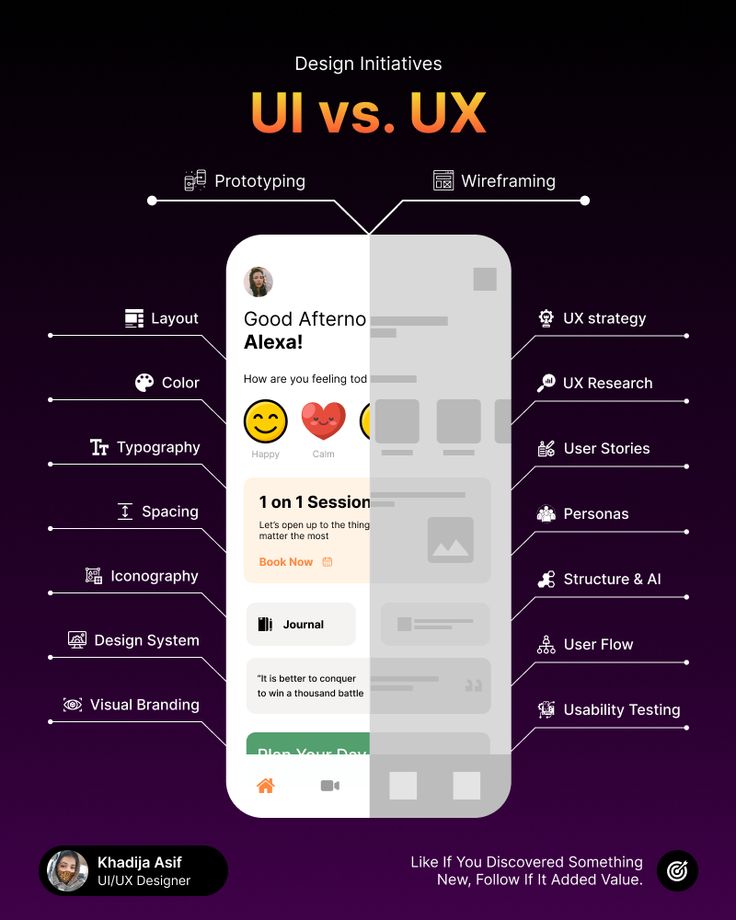 Design Initiatives
UI vs. UX
Prototyping
Wireframing
Layout
Color
Typography
Spacing
Iconography
Design System
Visual Branding
Good Afterno
Alexa!
How are you feeling tod
Happy
Calm
1 on 1 Session
Let's open up to the thing
matter the most
Book Now
Journal
"It is better to conquer
to win a thousand battle
Plan Your Day
UX strategy
UX Research
User Stories
Personas
Structure & AI
User Flow
Usability Testing
Khadija Asif
UI/UX Designer
Like If You Discovered Something
New, Follow If It Added Value.